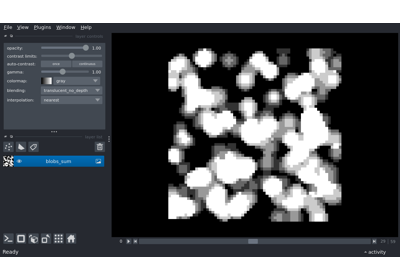 File View Plugins Window Help
opacity: 1.00
contrast limits:
auto-contrast: once continuous
gamma: 1.00
colormap: gray
blending: translucent_no_depth
interpolation: nearest
blobs_sum
Ready
activity